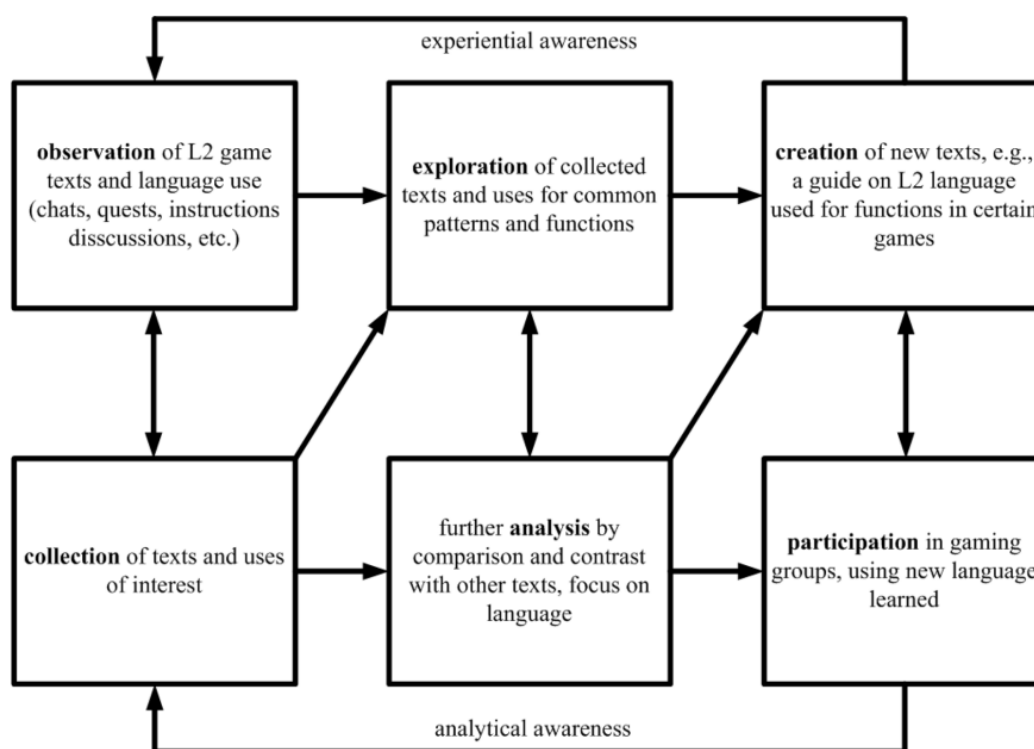 experiential awareness
observation of L2 game
texts and language use
(chats, quests, instructions
disscussions, etc.)
exploration of collected
texts and uses for common
patterns and functions
creation of new texts, e.g.,
a guide on L2 language
used for functions in certain
games
collection of texts and uses
of interest
further analysis by
comparison and contrast
with other texts, focus on
language
participation in gaming
groups, using new language
learned
analytical awareness